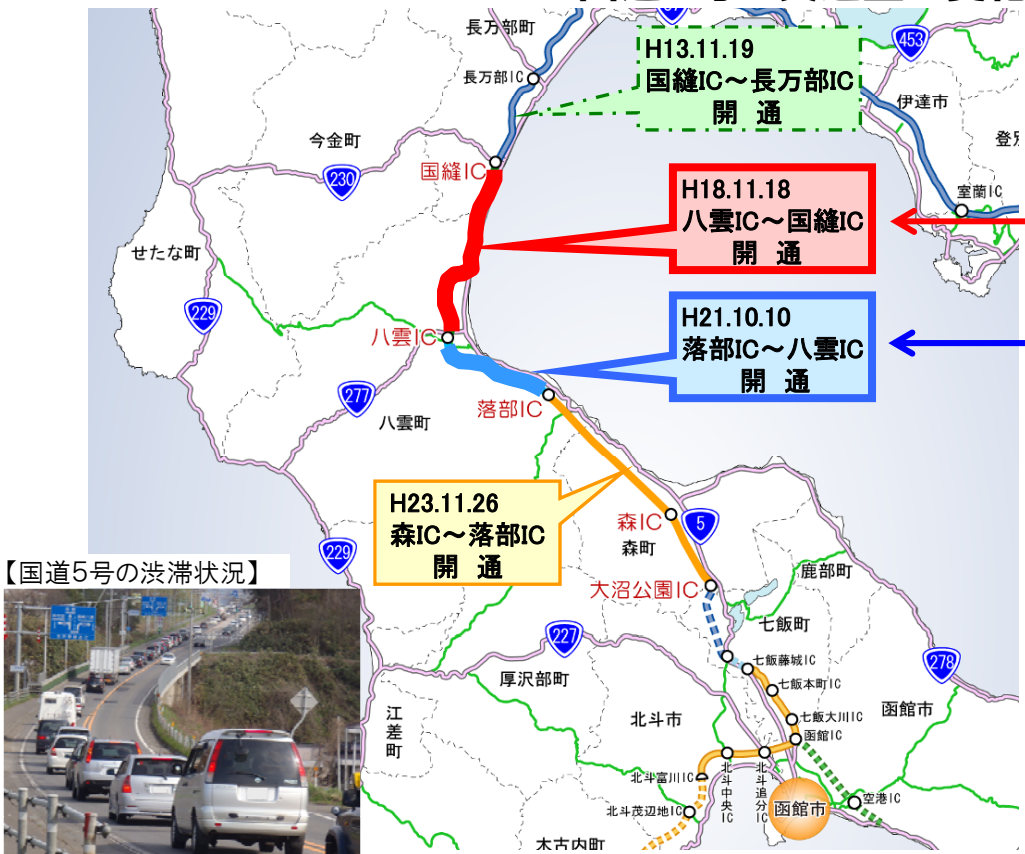 長万部町
長万部IC
H13.11.19
国縫IC～長万部IC
開 通
453
伊達市
今金町
230
国縫IC
室蘭IC
H18.11.18
八雲IC～国縫IC
開 通
せたな町
229
八雲IC
H21.10.10
落部IC～八雲IC
開 通
277
八雲町
落部IC
H23.11.26
森IC～落部IC
開 通
森IC
森町
5
229
【国道5号の渋滞状況】
大沼公園IC
鹿部町
七飯町
227
278
厚沢部町
七飯藤城IC
七飯本町IC
江差町
北斗市
七飯大川IC
函館市
函館IC
北斗富川IC
北斗中央IC
北斗追分IC
北斗茂辺地IC
函館市
空港IC
木古内町